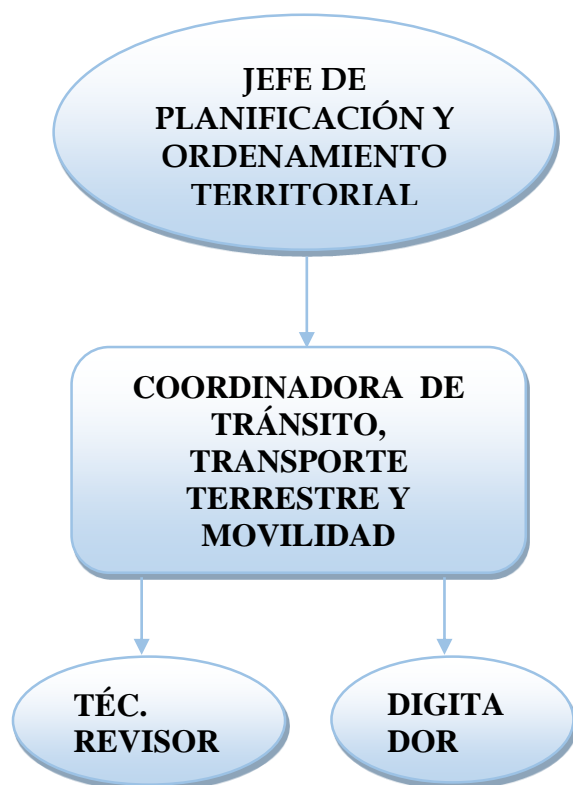 JEFE DE
PLANIFICACIÓN Y
ORDENAMIENTO
TERRITORIAL
COORDINADORA DE
TRÁNSITO,
TRANSPORTE
TERRESTRE Y
MOVILIDAD
TÉC.
REVISOR
DIGITA
DOR